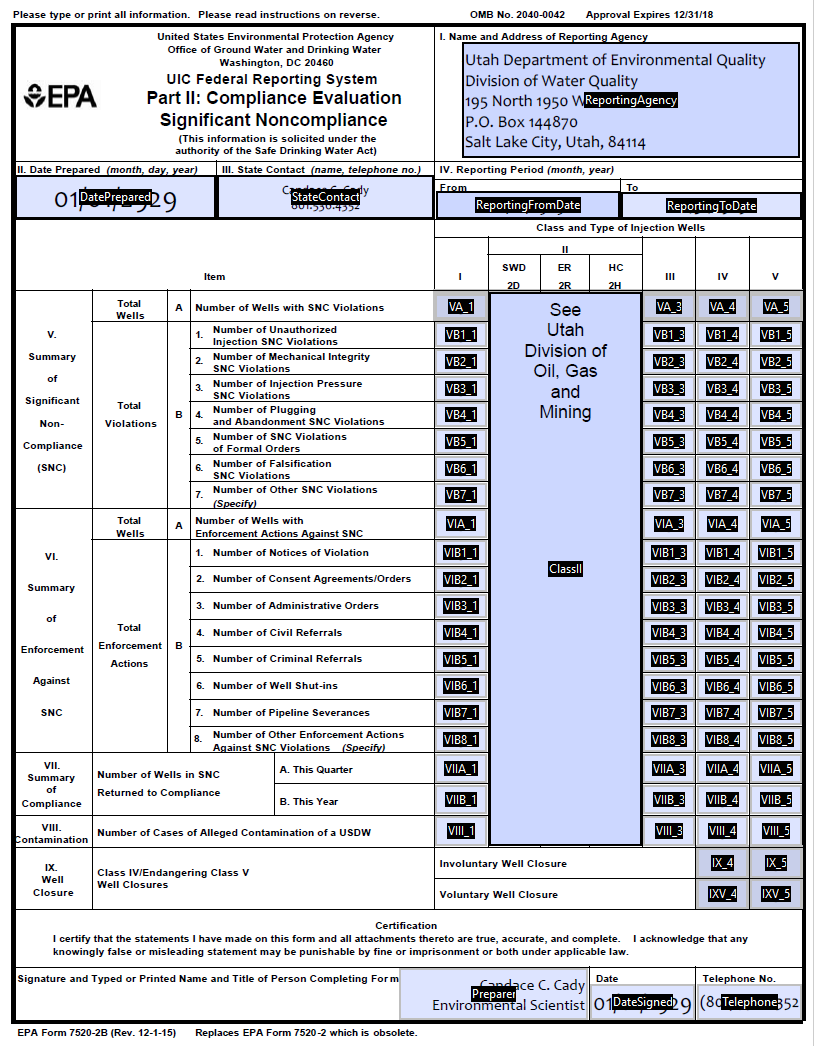 Please type or print all information. Please read instructions on reverse.
OMB No. 2040-0042 Approval Expires 12/31/18
EPA
United States Environmental Protection Agency
Office of Ground Water and Drinking Water
Washington, DC 20460
UIC Federal Reporting System
Part II: Compliance Evaluation
Significant Noncompliance
(This information is solicited under the
authority of the Safe Drinking Water Act)
I. Name and Address of Reporting Agency
Utah Department of Environmental Quality
Division of Water Quality
195 North 1950 W ReportingAgency
P.O. Box 144870
Salt Lake City, Utah, 84114
II. Date Prepared (month, day, year)
DatePrepared
III. State Contact (name, telephone no.)
StateContact
IV. Reporting Period (month, year)
From
ReportingFromDate
To
ReportingToDate
Class and Type of Injection Wells
II
Item
I
SWD 2D
ER 2R
HC 2H
III
IV
V
See
Utah
Division of
Oil, Gas
and
Mining
ClassII
V.
Summary
of
Significant
Non-
Compliance
(SNC)
Total Wells
A Number of Wells with SNC Violations VA_1 VA_3 VA_4 VA_5
Total Violations
B
1. Number of Unauthorized Injection SNC Violations VB1_1 VB1_3 VB1_4 VB1_5
2. Number of Mechanical Integrity SNC Violations VB2_1 VB2_3 VB2_4 VB2_5
3. Number of Injection Pressure SNC Violations VB3_1 VB3_3 VB3_4 VB3_5
4. Number of Plugging and Abandonment SNC Violations VB4_1 VB4_3 VB4_4 VB4_5
5. Number of SNC Violations of Formal Orders VB5_1 VB5_3 VB5_4 VB5_5
6. Number of Falsification SNC Violations VB6_1 VB6_3 VB6_4 VB6_5
7. Number of Other SNC Violations (Specify) VB7_1 VB7_3 VB7_4 VB7_5
VI.
Summary
of
Enforcement
Against
SNC
Total Wells
A Number of Wells with Enforcement Actions Against SNC VIA_1 VIA_3 VIA_4 VIA_5
Total
Enforcement
Actions
B
1. Number of Notices of Violation VIB1_1 VIB1_3 VIB1_4 VIB1_5
2. Number of Consent Agreements/Orders VIB2_1 VIB2_3 VIB2_4 VIB2_5
3. Number of Administrative Orders VIB3_1 VIB3_3 VIB3_4 VIB3_5
4. Number of Civil Referrals VIB4_1 VIB4_3 VIB4_4 VIB4_5
5. Number of Criminal Referrals VIB5_1 VIB5_3 VIB5_4 VIB5_5
6. Number of Well Shut-ins VIB6_1 VIB6_3 VIB6_4 VIB6_5
7. Number of Pipeline Severances VIB7_1 VIB7_3 VIB7_4 VIB7_5
8. Number of Other Enforcement Actions Against SNC Violations (Specify) VIB8_1 VIB8_3 VIB8_4 VIB8_5
VII.
Summary
of
Compliance
Number of Wells in SNC
Returned to Compliance
A. This Quarter VIIA_1 VIIA_3 VIIA_4 VIIA_5
B. This Year VIIB_1 VIIB_3 VIIB_4 VIIB_5
VIII.
Contamination
Number of Cases of Alleged Contamination of a USDW VIII_1 VIII_3 VIII_4 VIII_5
IX.
Well
Closure
Class IV/Endangering Class V
Well Closures
Involuntary Well Closure IX_4 IX_5
Voluntary Well Closure IXV_4 IXV_5
Certification
I certify that the statements I have made on this form and all attachments thereto are true, accurate, and complete. I acknowledge that any
knowingly false or misleading statement may be punishable by fine or imprisonment or both under applicable law.
Signature and Typed or Printed Name and Title of Person Completing Form
Candace C. Cady
Preparer
Environmental Scientist
Date
DateSigned
Telephone No.
Telephone
EPA Form 7520-2B (Rev. 12-1-15) Replaces EPA Form 7520-2 which is obsolete.